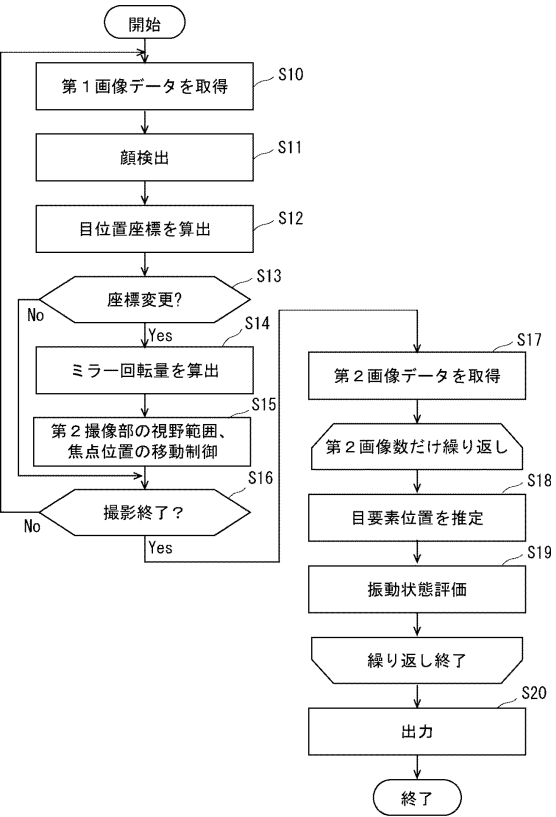 開始
第1画像データを取得
S10
顔検出
S11
目位置座標を算出
S12
座標変更?
S13
No
Yes
ミラー回転量を算出
S14
第2撮像部の視野範囲、
焦点位置の移動制御
S15
撮影終了?
S16
No
Yes
第2画像データを取得
S17
第2画像数だけ繰り返し
目要素位置を推定
S18
振動状態評価
S19
繰り返し終了
出力
S20
終了